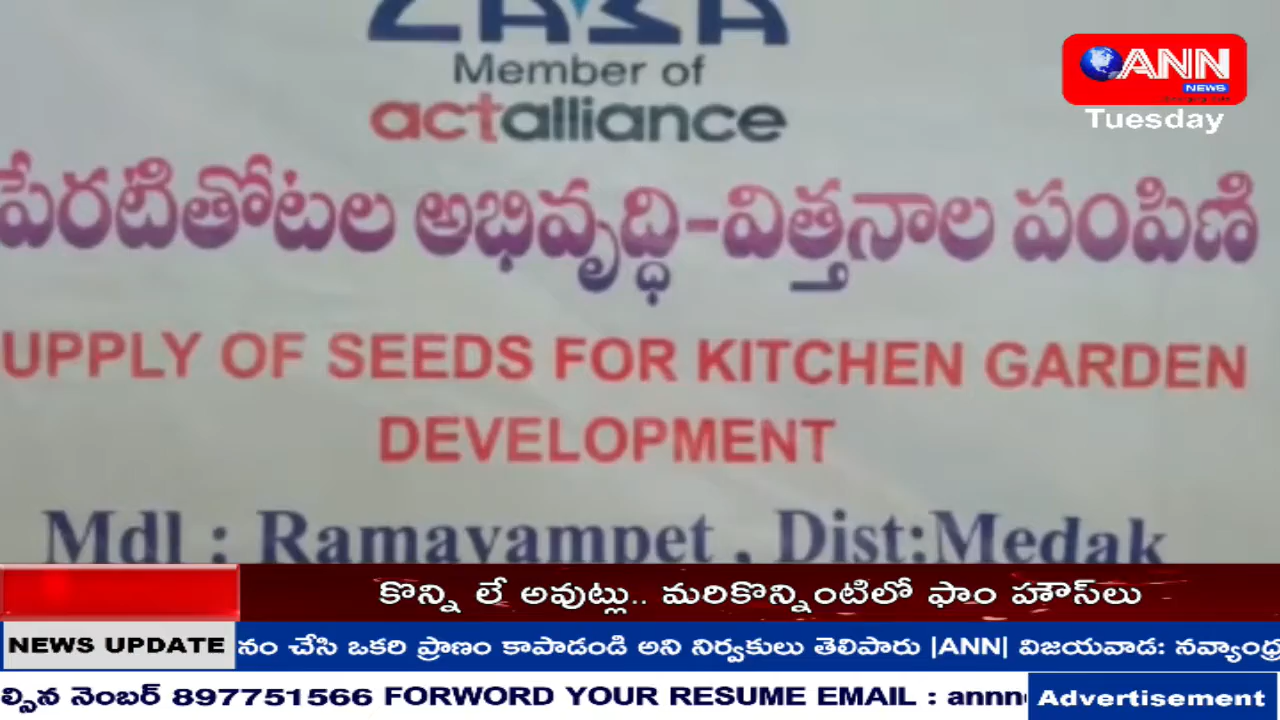 CASA
Member of
actalliance
ANN
NEWS
Tuesday
పేరటితోటల అభివృద్ధి-విత్తనాల పంపిణి
UPPLY OF SEEDS FOR KITCHEN GARDEN
DEVELOPMENT
Mdl : Ramayampet , Dist:Medak
కొన్ని లే అవుట్లు.. మరికొన్నింటిలో ఫాం హౌస్‌లు
NEWS UPDATE నం చేసి ఒకరి ప్రాణం కాపాడండి అని నిర్వకులు తెలిపారు |ANN| విజయవాడ: నవ్యాంధ్ర
ల్సిన నెంబర్ 897751566 FORWORD YOUR RESUME EMAIL : annn Advertisement